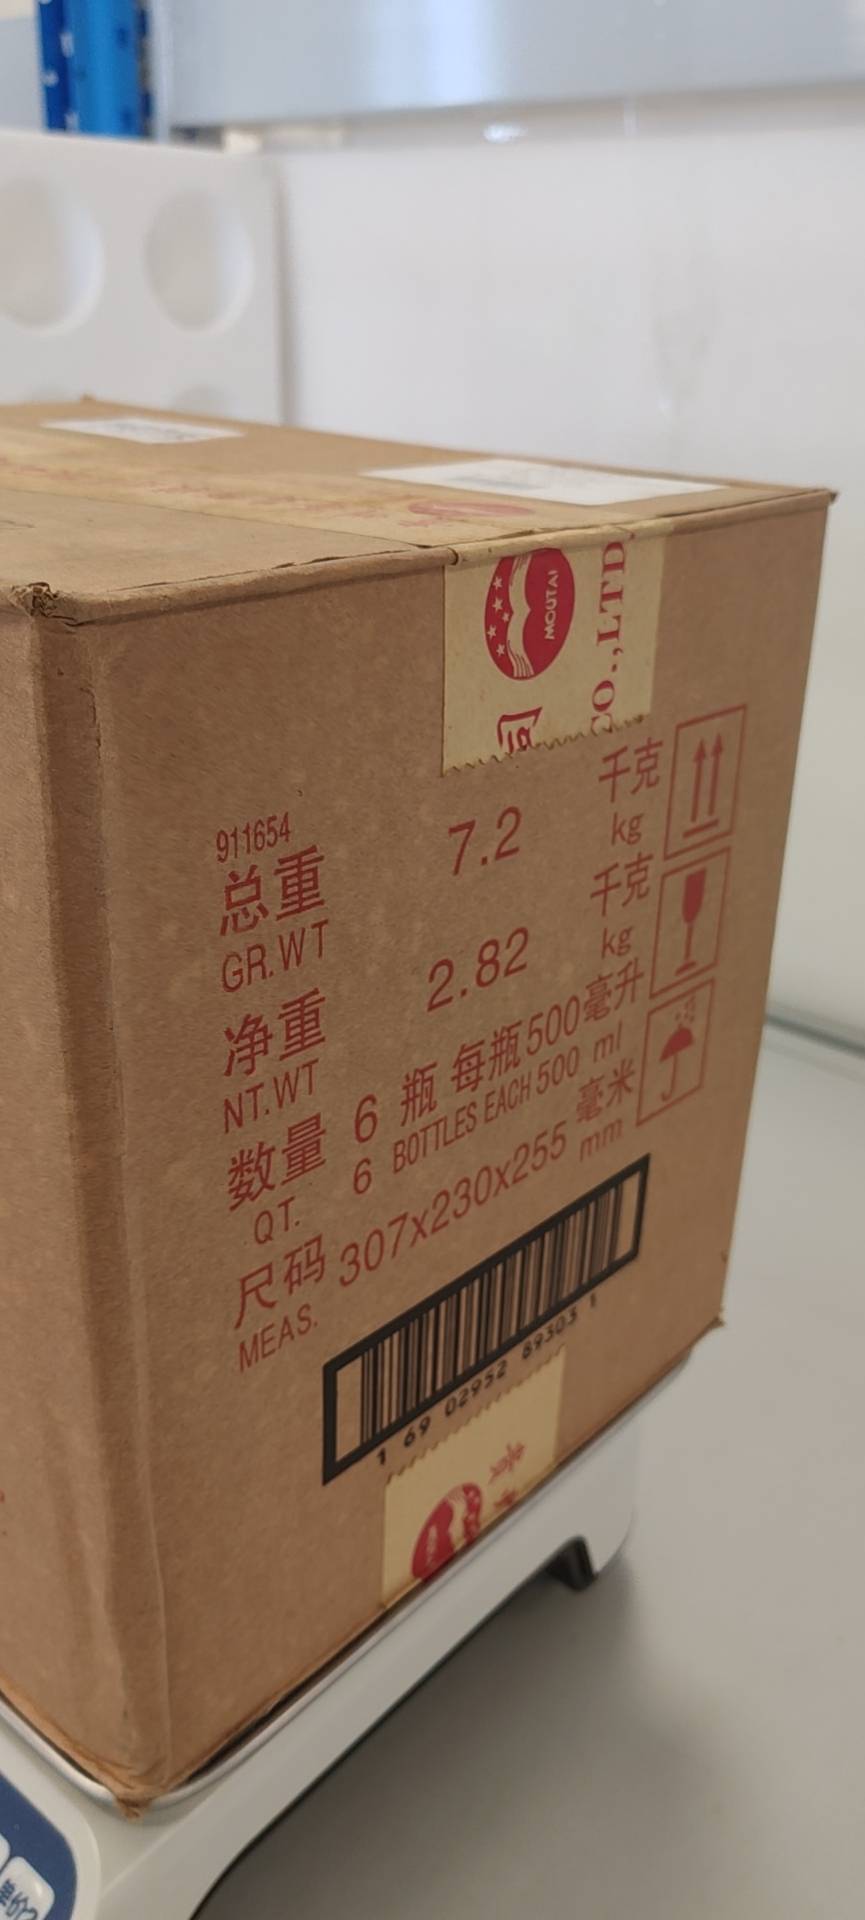 MOUTAI
CO.,LTD.
司
911654
总重 7.2 千克
GR.WT kg
净重 2.82 千克
NT.WT kg
数量 6 瓶 每瓶500毫升
QT. 6 BOTTLES EACH 500 ml
尺码 307x230x255 毫米
MEAS. mm
1 69 02952 89303 1